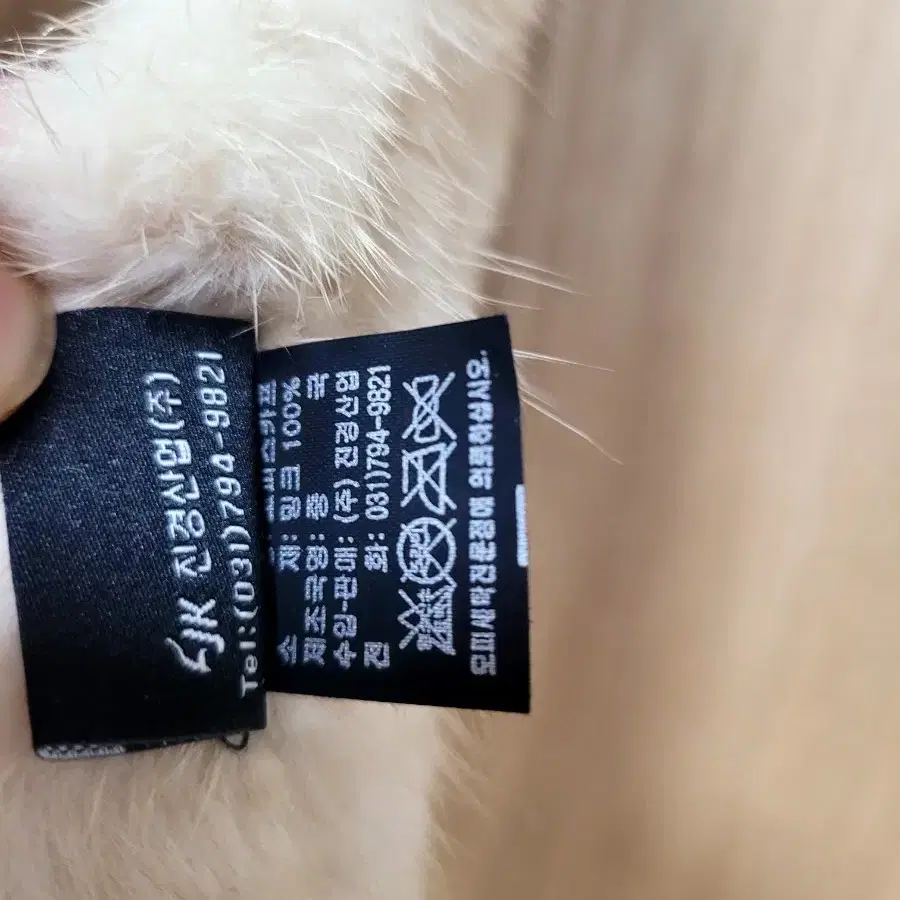 SJK 진경산업(주)
Tel:(031)794-9821
소 재: 밍크 100%
제조국명: 중 국
수입·판매: (주) 진경산업
전 화: 031)794-9821
모피세탁전문점에 의뢰하십시오.